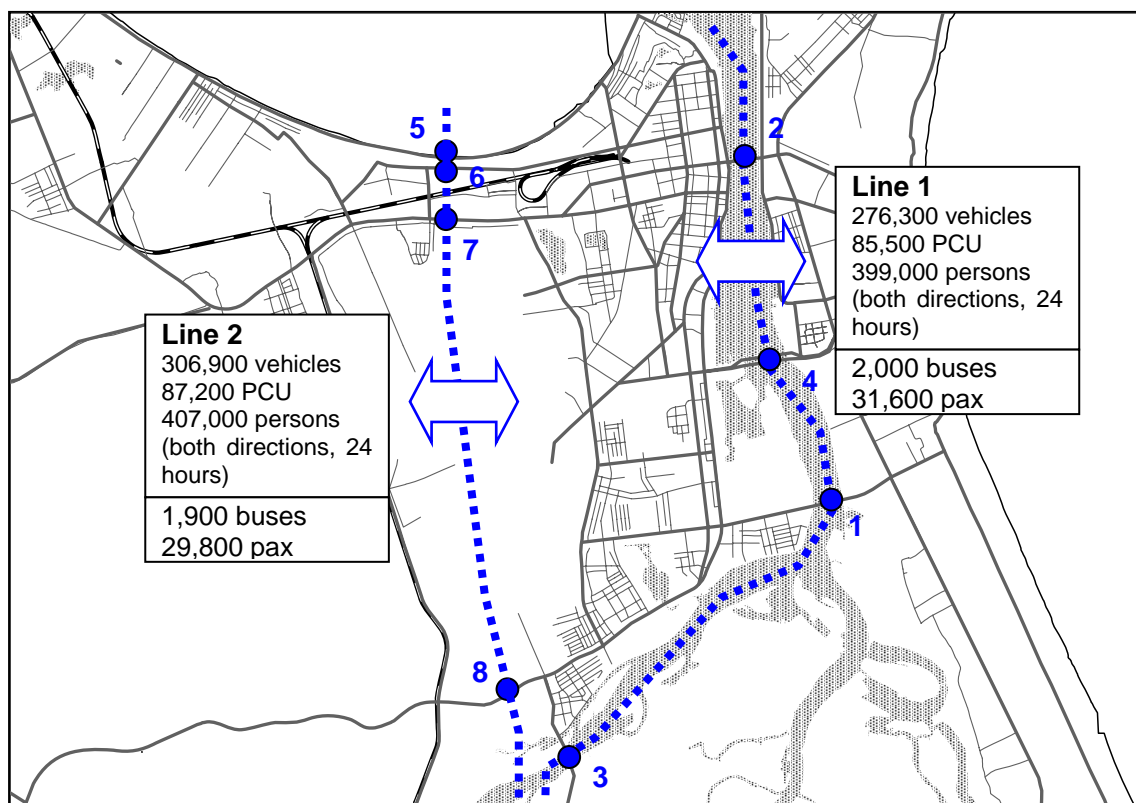 5
2
6
Line 1
276,300 vehicles
85,500 PCU
399,000 persons
(both directions, 24
hours)
2,000 buses
31,600 pax
7
Line 2
306,900 vehicles
87,200 PCU
407,000 persons
(both directions, 24
hours)
1,900 buses
29,800 pax
4
1
8
3